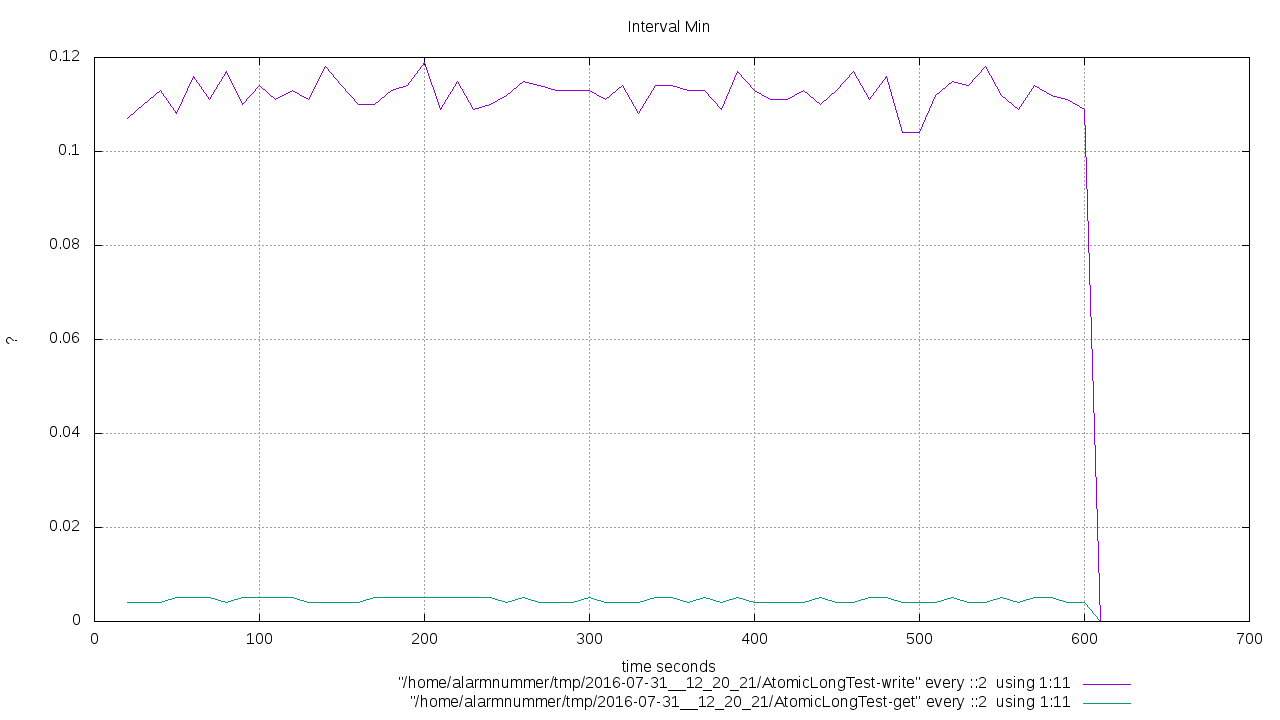 Interval Min
0.12
0.1
0.08
0.06
0.04
0.02
0
?
0 100 200 300 400 500 600 700
time seconds
"/home/alarmnummer/tmp/2016-07-31__12_20_21/AtomicLongTest-write" every ::2 using 1:11
"/home/alarmnummer/tmp/2016-07-31__12_20_21/AtomicLongTest-get" every ::2 using 1:11